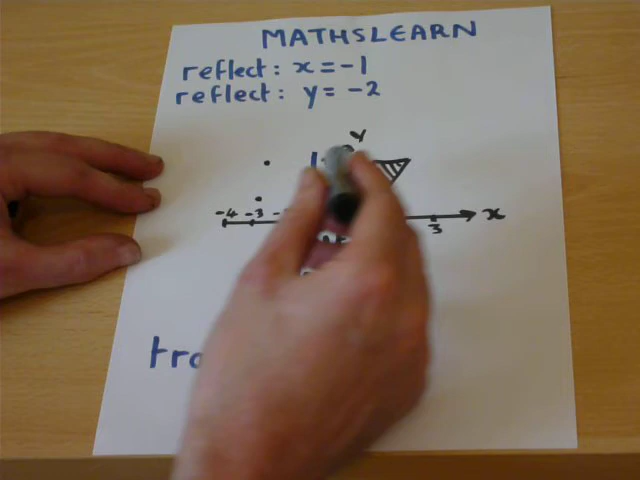 MATHSLEARN
reflect: x = -1
reflect: y = -2
y
-4 -3
x
3